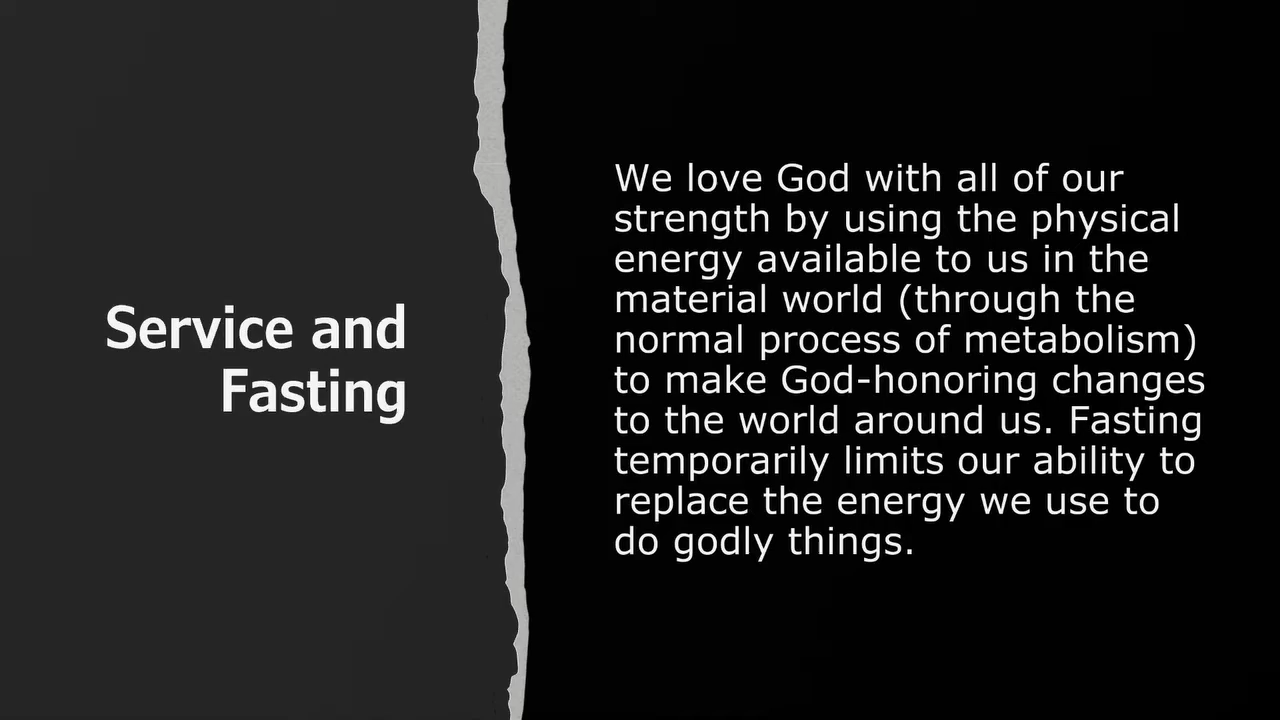 Service and
Fasting
We love God with all of our
strength by using the physical
energy available to us in the
material world (through the
normal process of metabolism)
to make God-honoring changes
to the world around us. Fasting
temporarily limits our ability to
replace the energy we use to
do godly things.